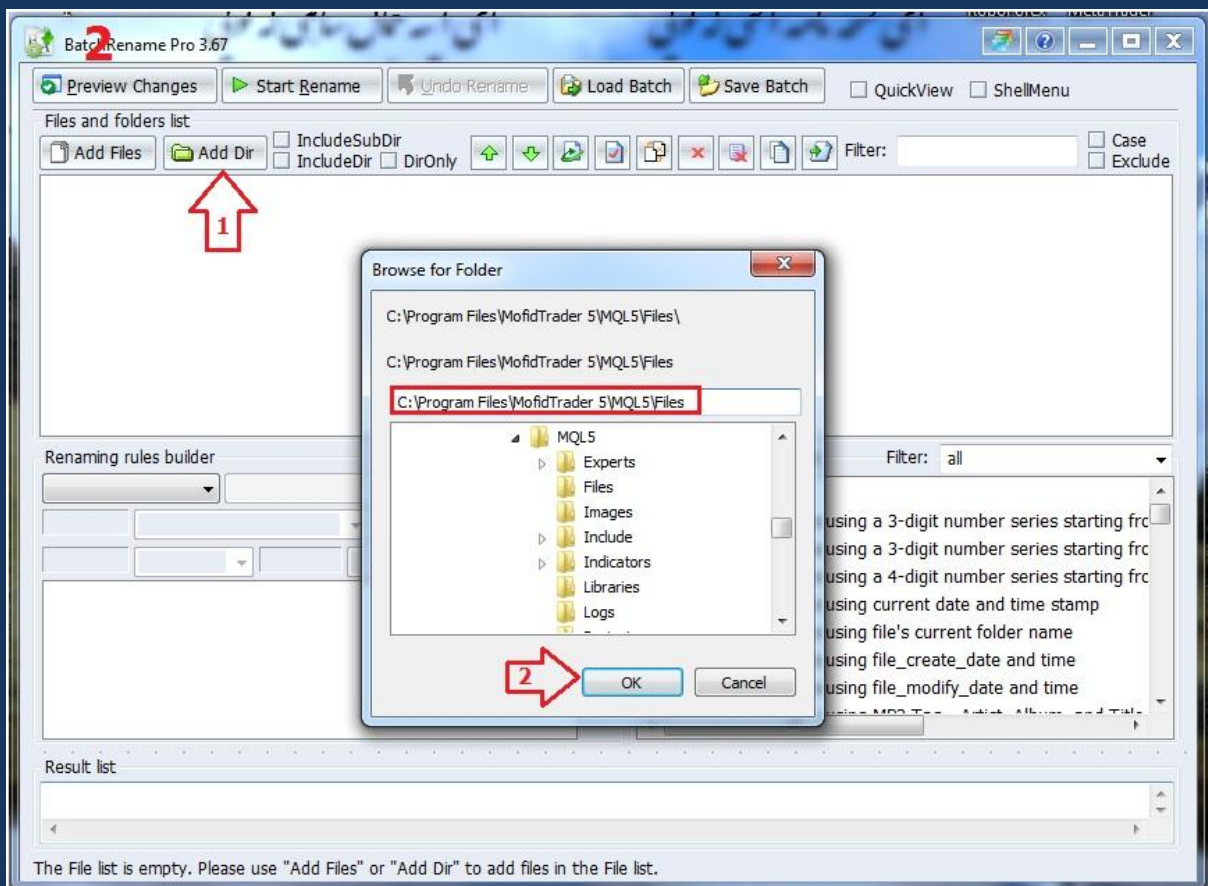 BatchRename Pro 3.67
2
Preview Changes Start Rename Undo Rename Load Batch Save Batch QuickView ShellMenu
Files and folders list
Add Files Add Dir IncludeSubDir IncludeDir DirOnly Filter: Case Exclude
1
Browse for Folder
C:\Program Files\MofidTrader 5\MQL5\Files\
C:\Program Files\MofidTrader 5\MQL5\Files
C:\Program Files\MofidTrader 5\MQL5\Files
MQL5
Experts
Files
Images
Include
Indicators
Libraries
Logs
2
OK Cancel
Renaming rules builder
Filter: all
using a 3-digit number series starting frc
using a 3-digit number series starting frc
using a 4-digit number series starting frc
using current date and time stamp
using file's current folder name
using file_create_date and time
using file_modify_date and time
Result list
The File list is empty. Please use "Add Files" or "Add Dir" to add files in the File list.